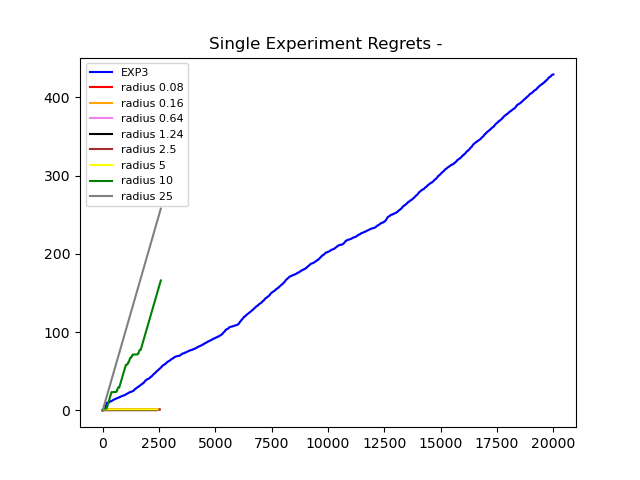 Single Experiment Regrets -
EXP3
radius 0.08
radius 0.16
radius 0.64
radius 1.24
radius 2.5
radius 5
radius 10
radius 25
400
300
200
100
0
0 2500 5000 7500 10000 12500 15000 17500 20000